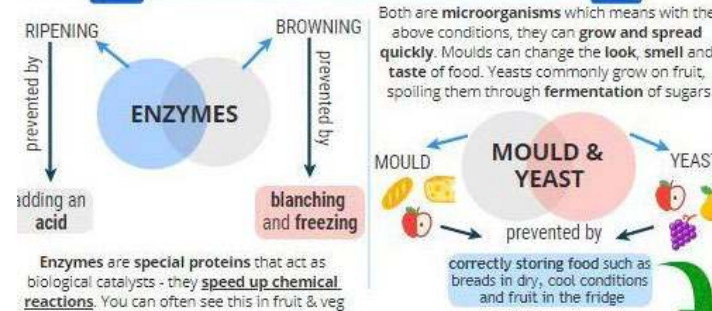 RIPENING
BROWNING
prevented by
prevented by
ENZYMES
adding an
acid
blanching
and freezing
Enzymes are special proteins that act as
biological catalysts - they speed up chemical
reactions. You can often see this in fruit & veg
Both are microorganisms which means with the
above conditions, they can grow and spread
quickly. Moulds can change the look, smell and
taste of food. Yeasts commonly grow on fruit,
spoiling them through fermentation of sugars
MOULD
MOULD &
YEAST
YEAST
prevented by
correctly storing food such as
breads in dry, cool conditions
and fruit in the fridge